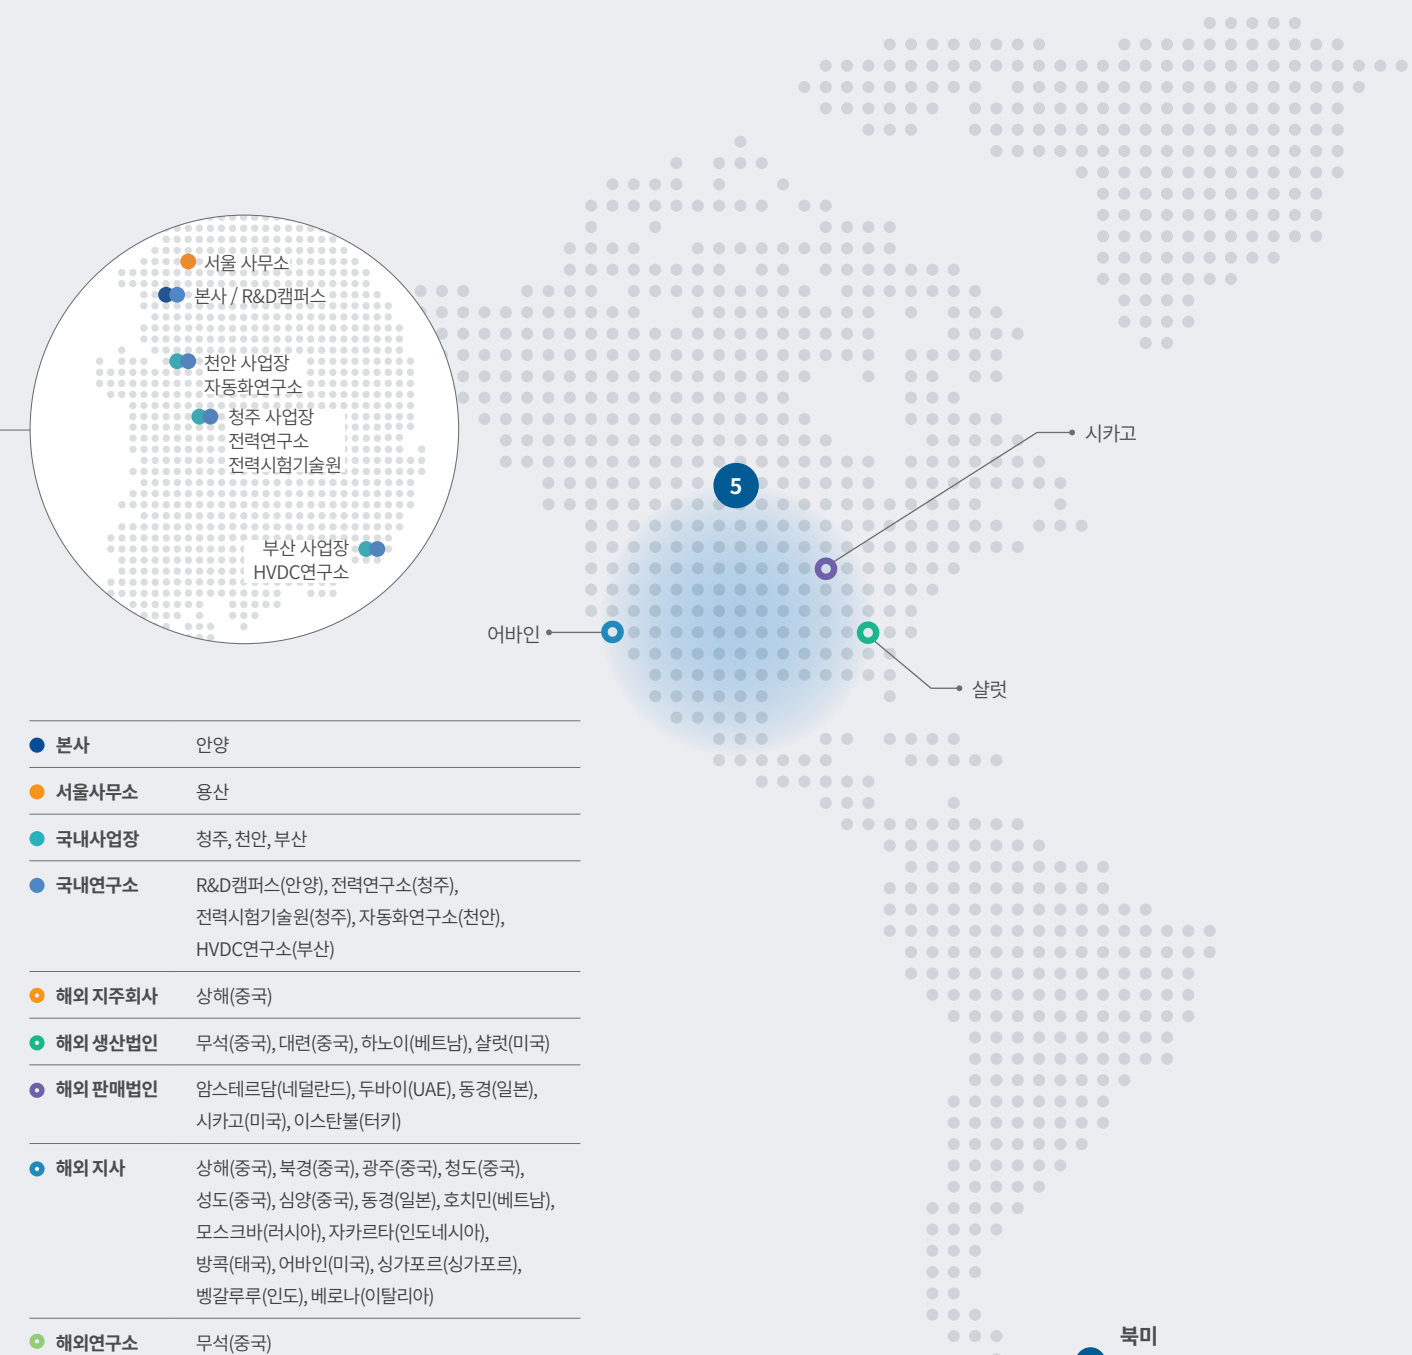 서울 사무소
본사 / R&D캠퍼스
천안 사업장
자동화연구소
청주 사업장
전력연구소
전력시험기술원
부산 사업장
HVDC연구소
5
시카고
어바인
샬럿
본사 안양
서울사무소 용산
국내사업장 청주, 천안, 부산
국내연구소 R&D캠퍼스(안양), 전력연구소(청주),
전력시험기술원(청주), 자동화연구소(천안),
HVDC연구소(부산)
해외 지주회사 상해(중국)
해외 생산법인 무석(중국), 대련(중국), 하노이(베트남), 샬럿(미국)
해외 판매법인 암스테르담(네덜란드), 두바이(UAE), 동경(일본),
시카고(미국), 이스탄불(터키)
해외 지사 상해(중국), 북경(중국), 광주(중국), 청도(중국),
성도(중국), 심양(중국), 동경(일본), 호치민(베트남),
모스크바(러시아), 자카르타(인도네시아),
방콕(태국), 어바인(미국), 싱가포르(싱가포르),
벵갈루루(인도), 베로나(이탈리아)
해외연구소 무석(중국)
북미